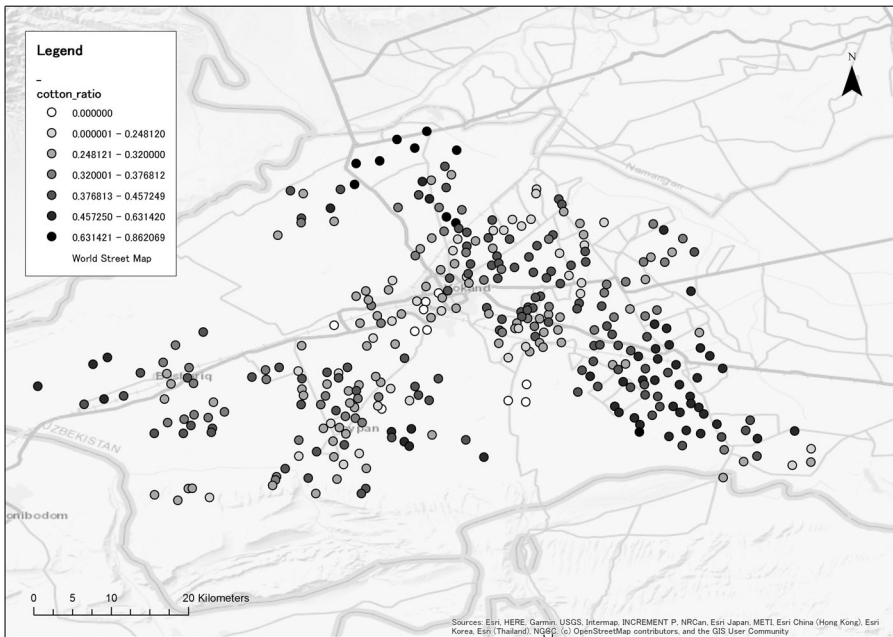 Legend
cotton_ratio
0.000000
0.000001 - 0.248120
0.248121 - 0.320000
0.320001 - 0.376812
0.376813 - 0.457249
0.457250 - 0.631420
0.631421 - 0.862069
World Street Map
N
Namangan
UZBEKISTAN
onibodom
0 5 10 20 Kilometers
Sources: Esri, HERE, Garmin, USGS, Intermap, INCREMENT P, NRCan, Esri Japan, METI, Esri China (Hong Kong), Esri
Korea, Esri (Thailand), NGCC, (c) OpenStreetMap contributors, and the GIS User Community